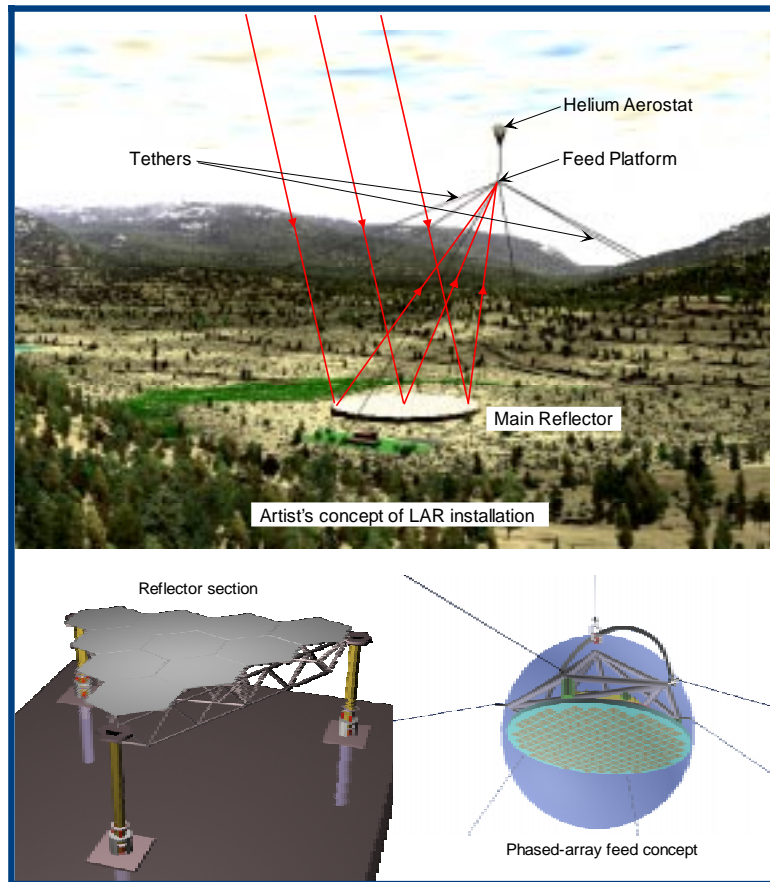 Helium Aerostat
Tethers
Feed Platform
Main Reflector
Artist's concept of LAR installation
Reflector section
Phased-array feed concept